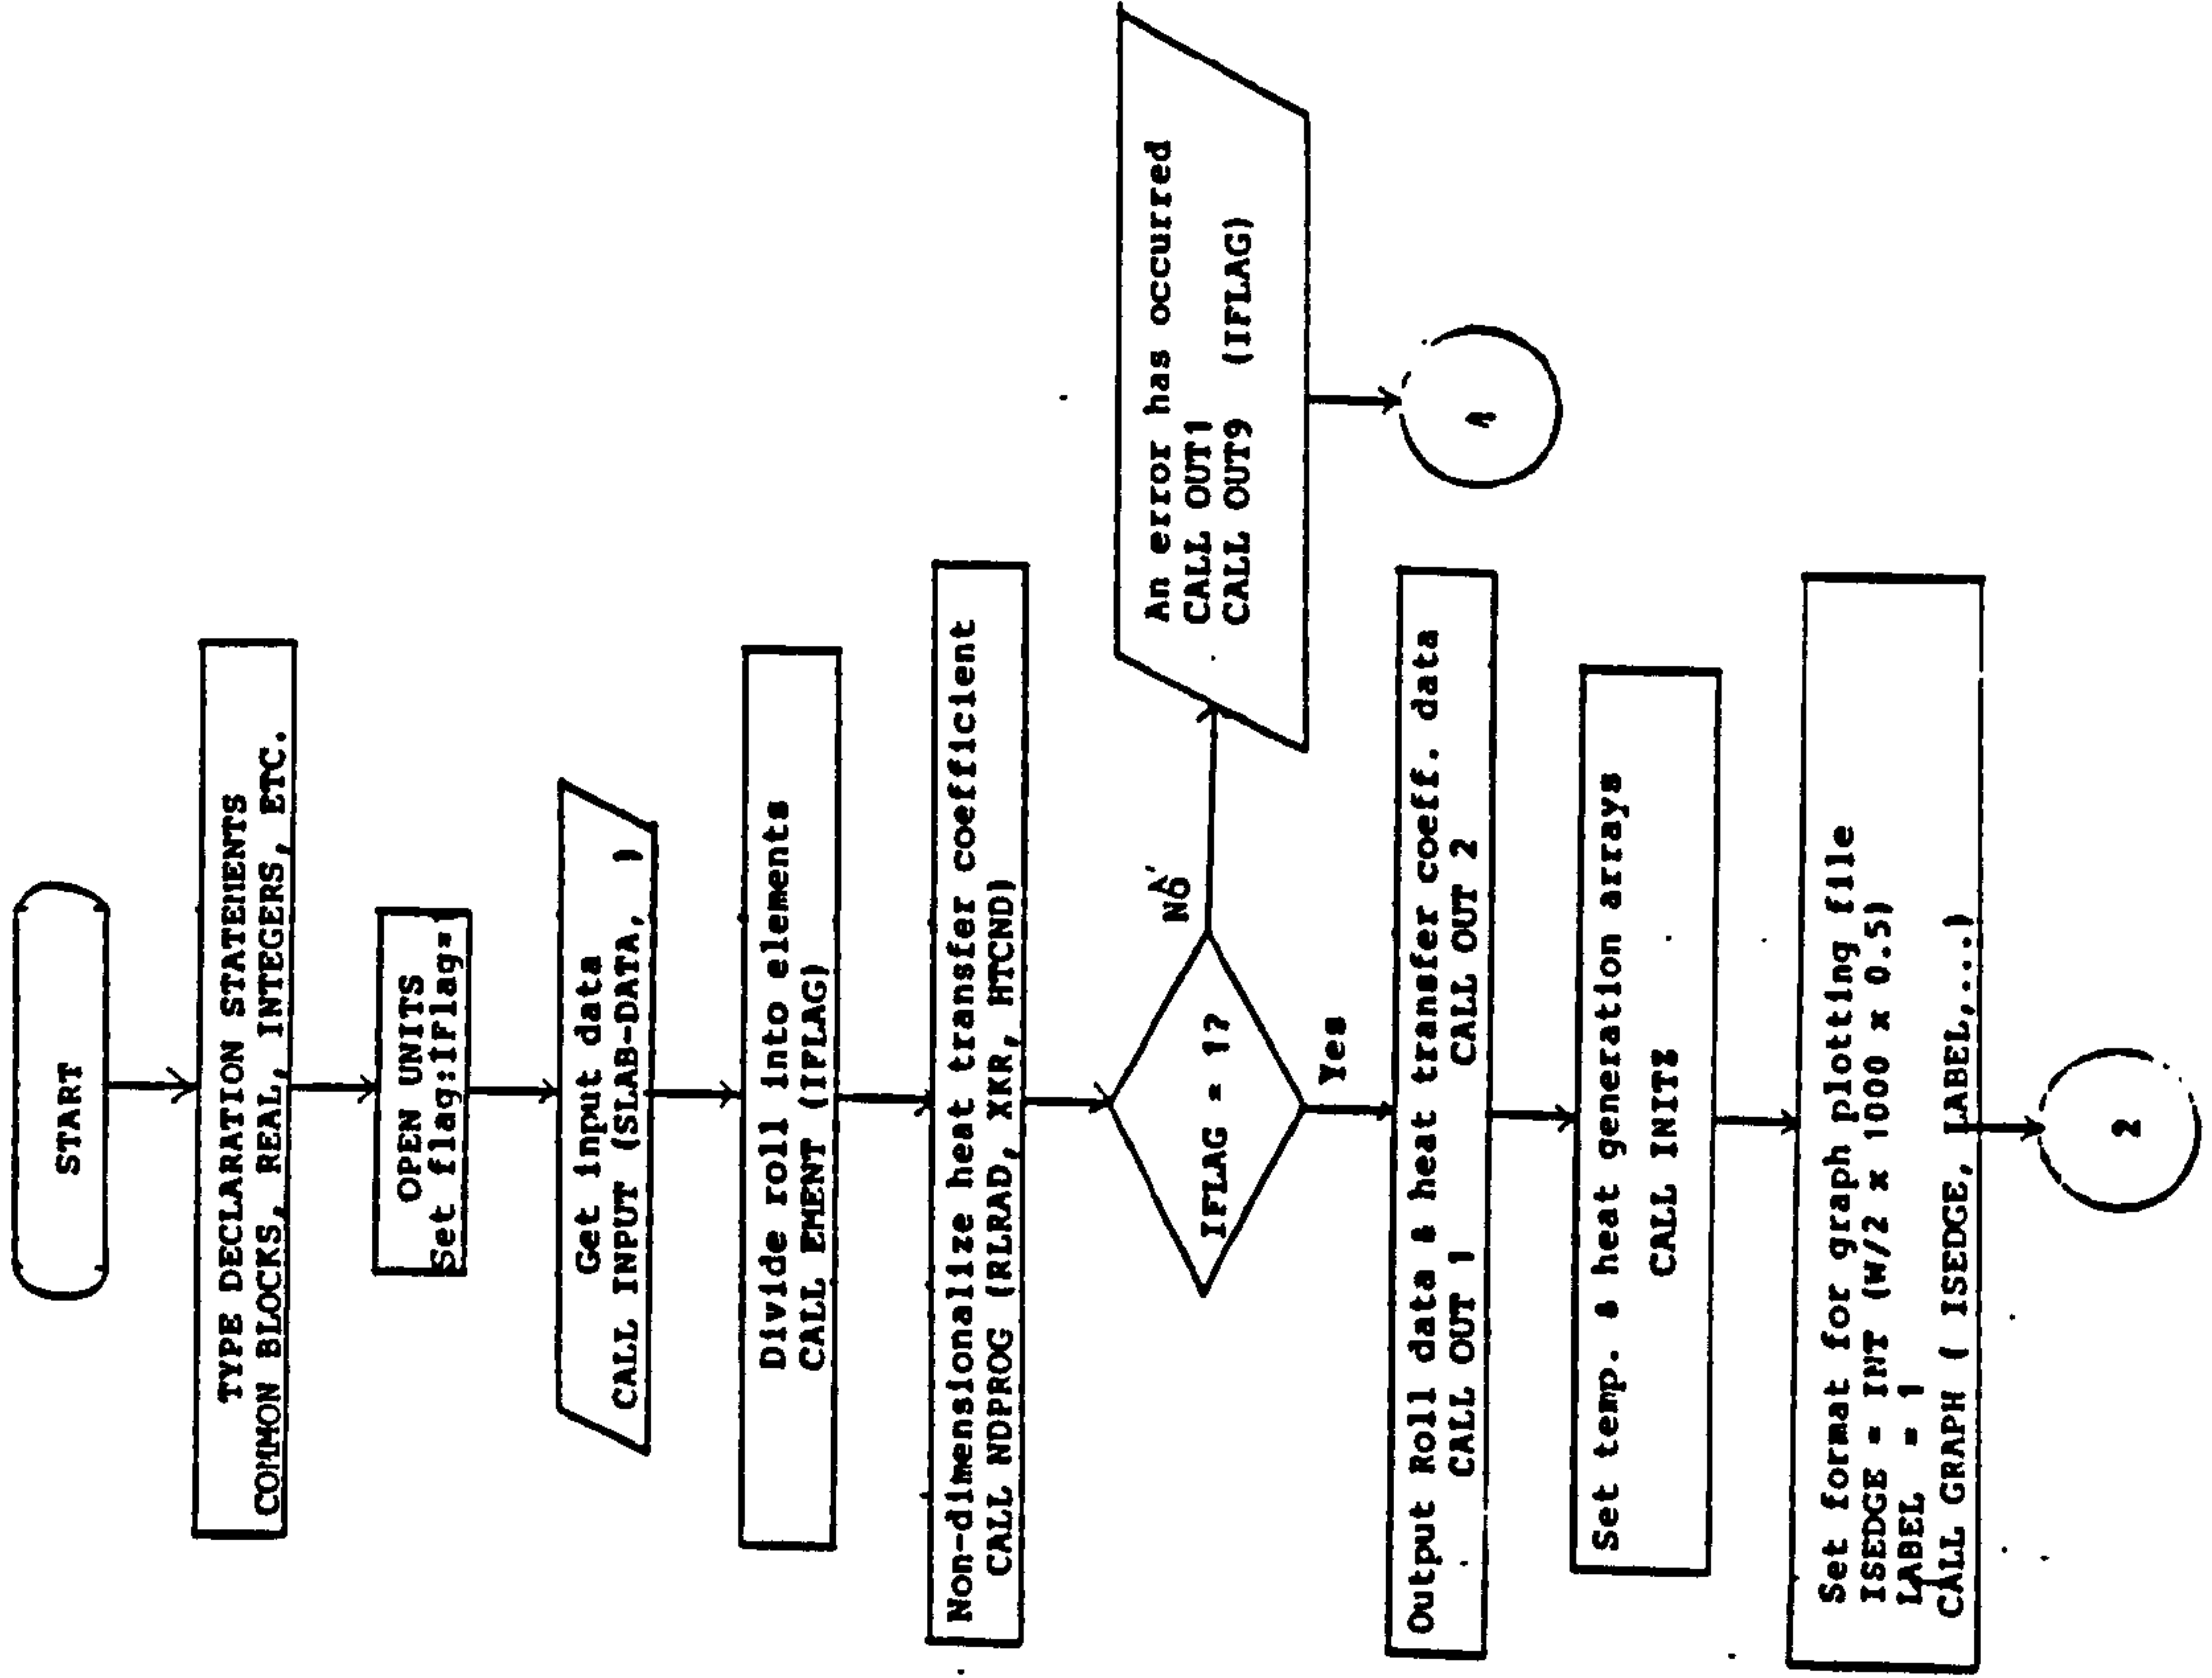 START
TYPE DECLARATION STATEMENTS
COMMON BLOCKS, REAL, INTEGERS, ETC.
OPEN UNITS
Set flag:IFlag=
Get input data
CALL INPUT (SLAB-DATA, )
Divide roll into elements
CALL EMENT (IFLAG)
Non-dimensionalize heat transfer coefficient
CALL NDPROG (RLRAD, XKR, HTCND)
IFLAG = 1?
No
An error has occurred
CALL OUT1
CALL OUT9 (IFLAG)
Yes
Output Roll data & heat transfer coeff. data
CALL OUT 1 CALL OUT 2
Set temp. & heat generation arrays
CALL INITZ
Set format for graph plotting file
ISEDGE = INT (W/2 x 1000 x 0.5)
LABEL = 1
CALL GRAPH ( ISEDGE, LABEL,...)
2